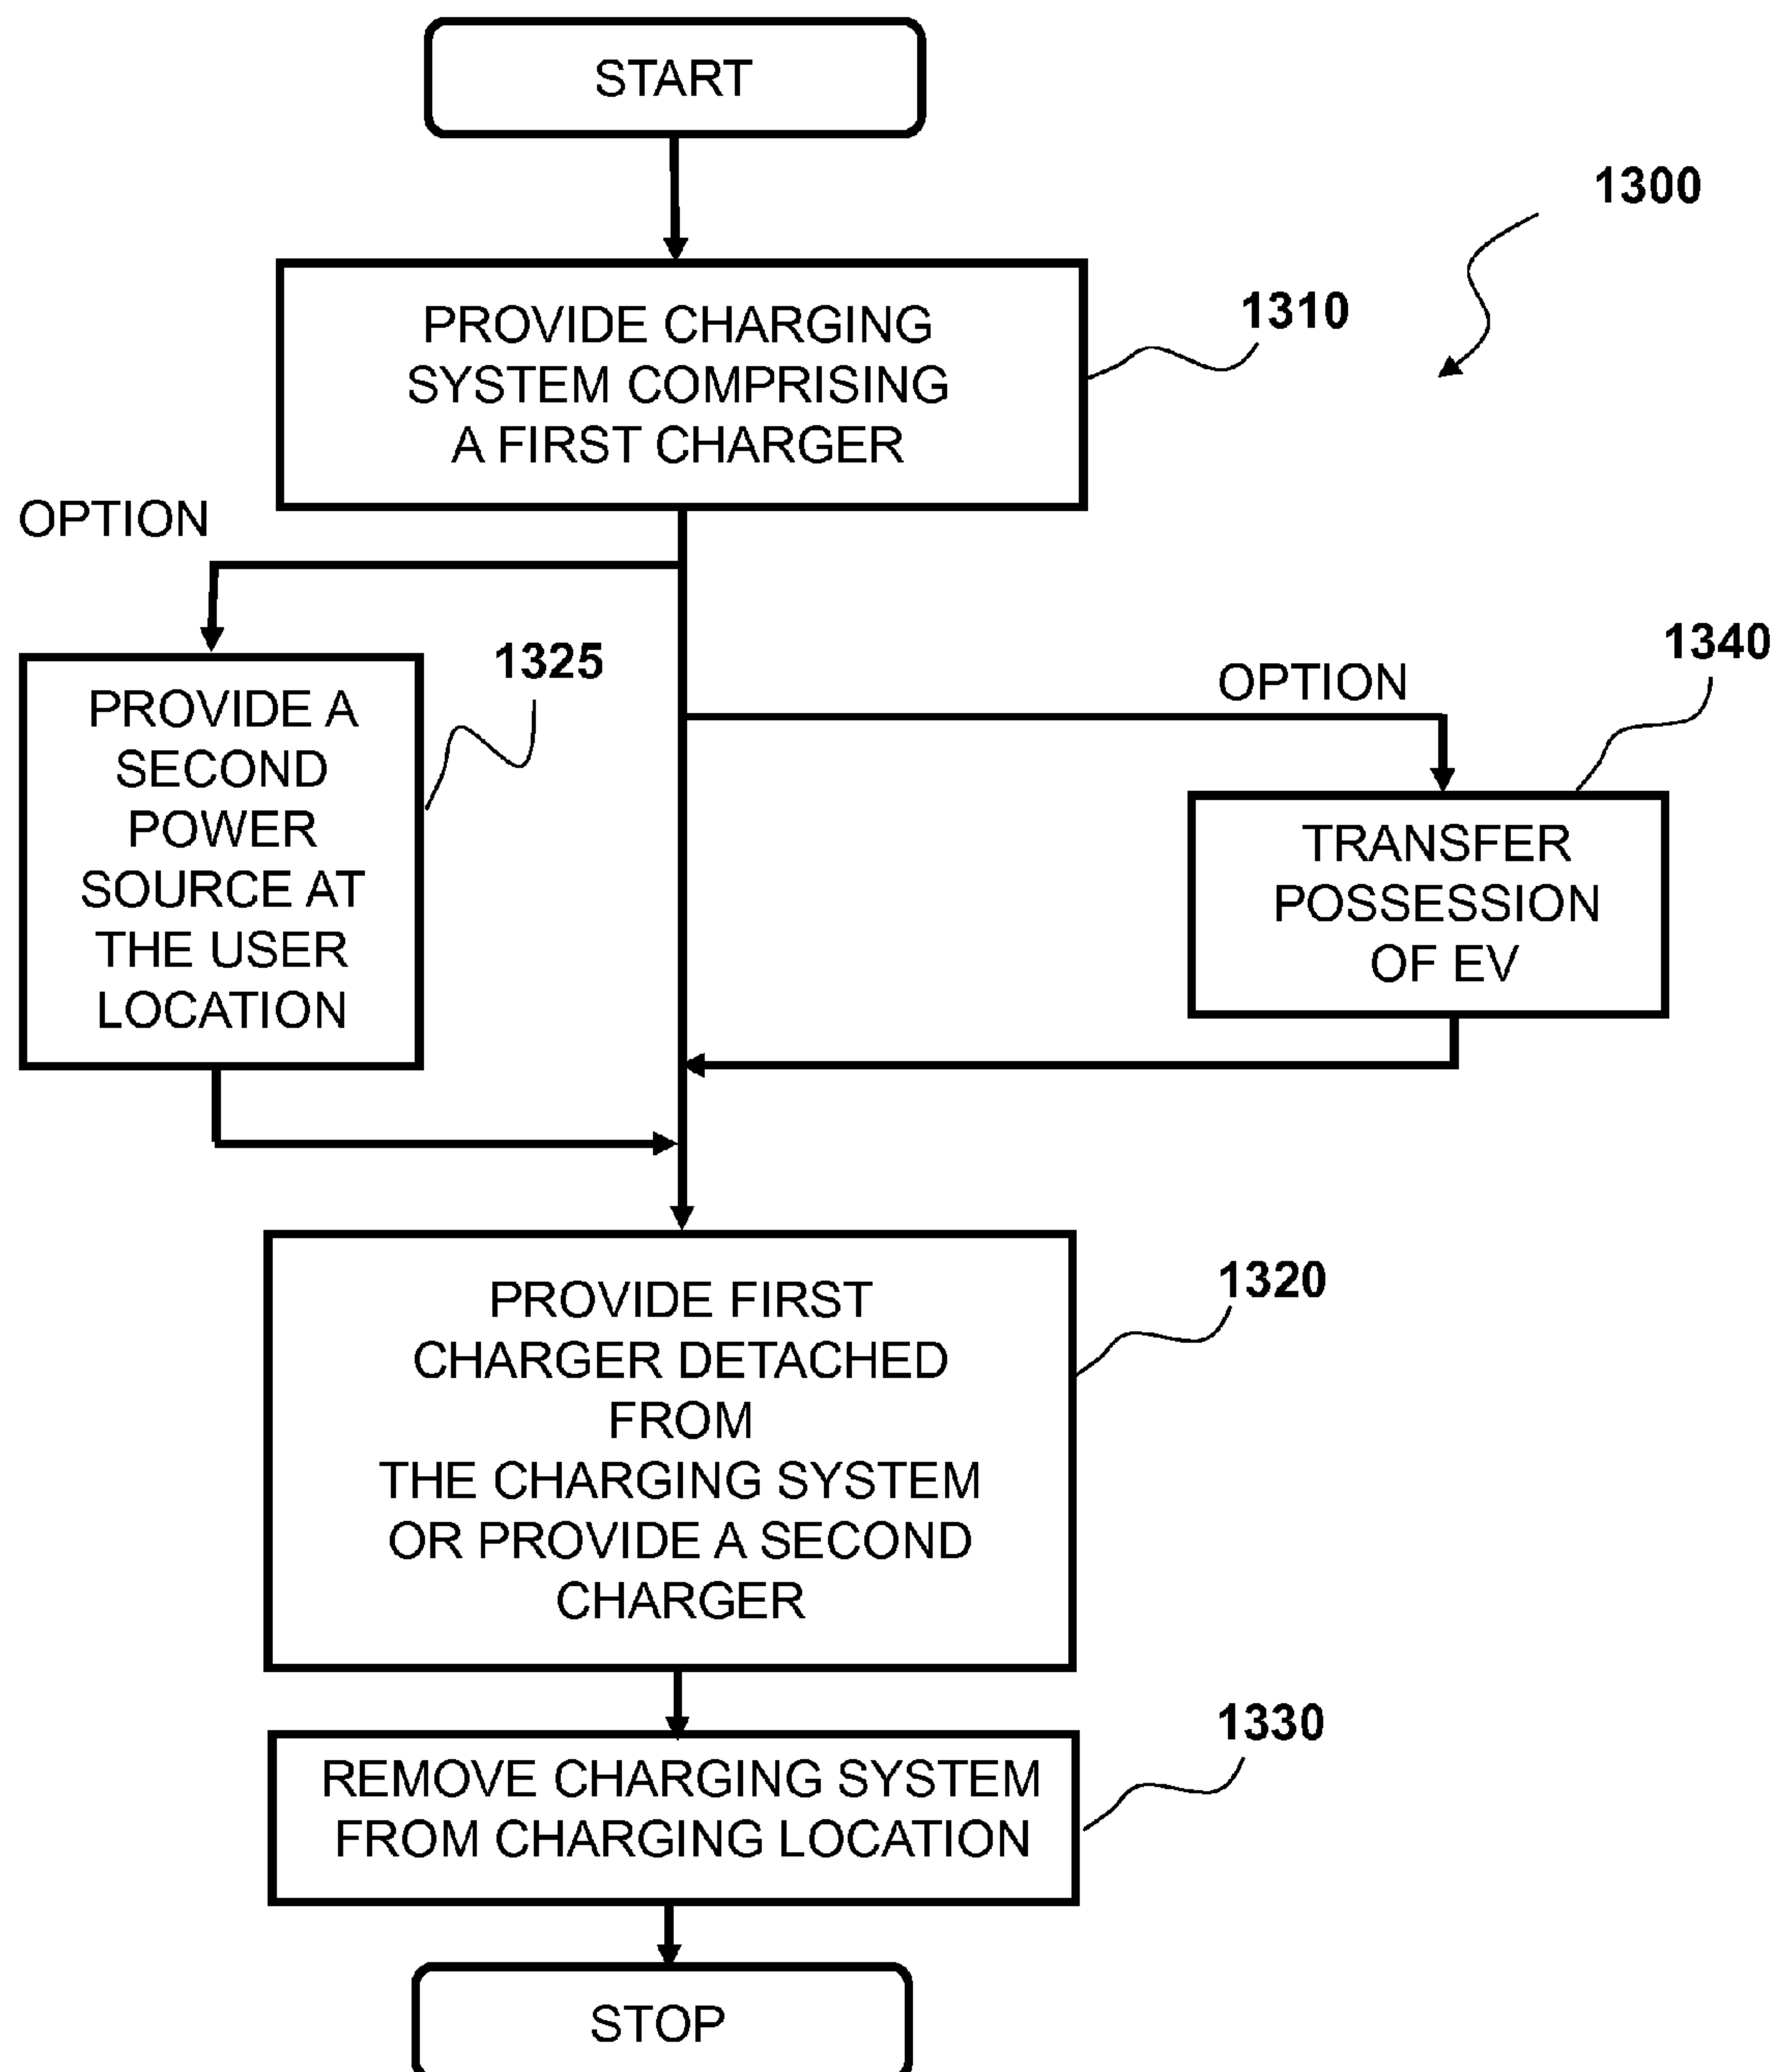 START
1300
PROVIDE CHARGING
SYSTEM COMPRISING
A FIRST CHARGER
1310
OPTION
PROVIDE A
SECOND
POWER
SOURCE AT
THE USER
LOCATION
1325
OPTION
1340
TRANSFER
POSSESSION
OF EV
PROVIDE FIRST
CHARGER DETACHED
FROM
THE CHARGING SYSTEM
OR PROVIDE A SECOND
CHARGER
1320
REMOVE CHARGING SYSTEM
FROM CHARGING LOCATION
1330
STOP